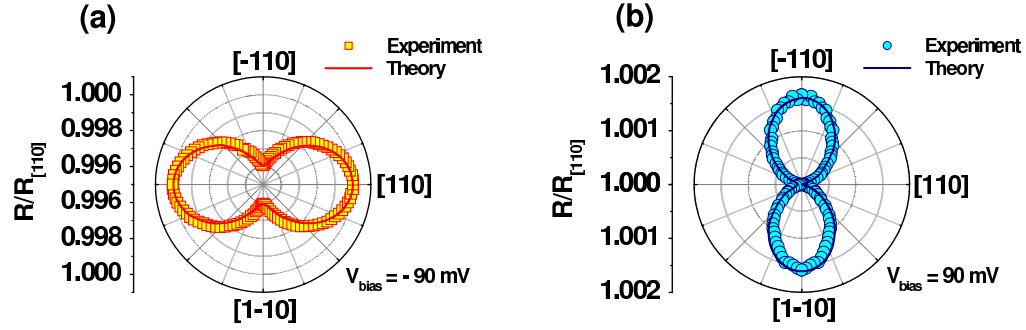 (a)
Experiment
Theory
[-110]
R/R[110]
1.000
0.998
0.996
0.996
0.998
1.000
[110]
[1-10]
Vbias = - 90 mV
(b)
Experiment
Theory
[-110]
R/R[110]
1.002
1.001
1.000
1.001
1.002
[110]
[1-10]
Vbias = 90 mV